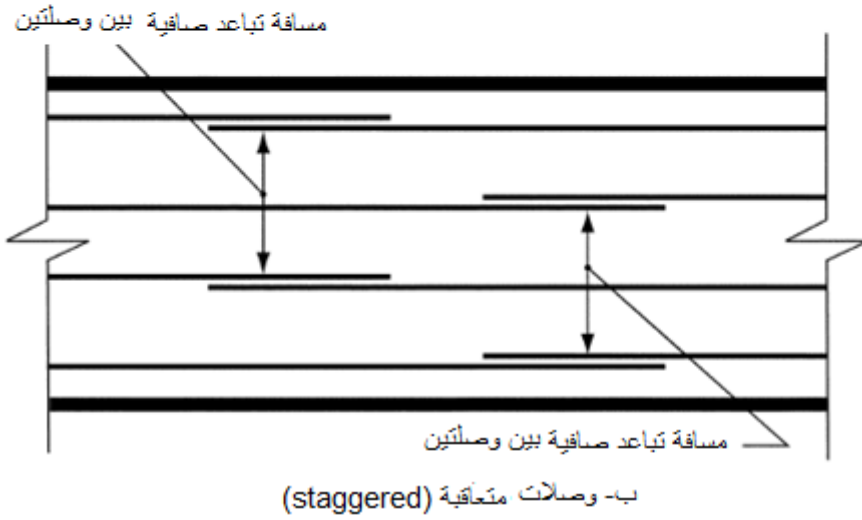 مسافة تباعد صافية بين وصلتين
مسافة تباعد صافية بين وصلتين
ب- وصلات متعاقبة (staggered)